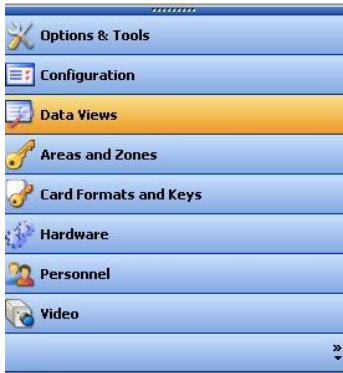 Options & Tools
Configuration
Data Views
Areas and Zones
Card Formats and Keys
Hardware
Personnel
Video